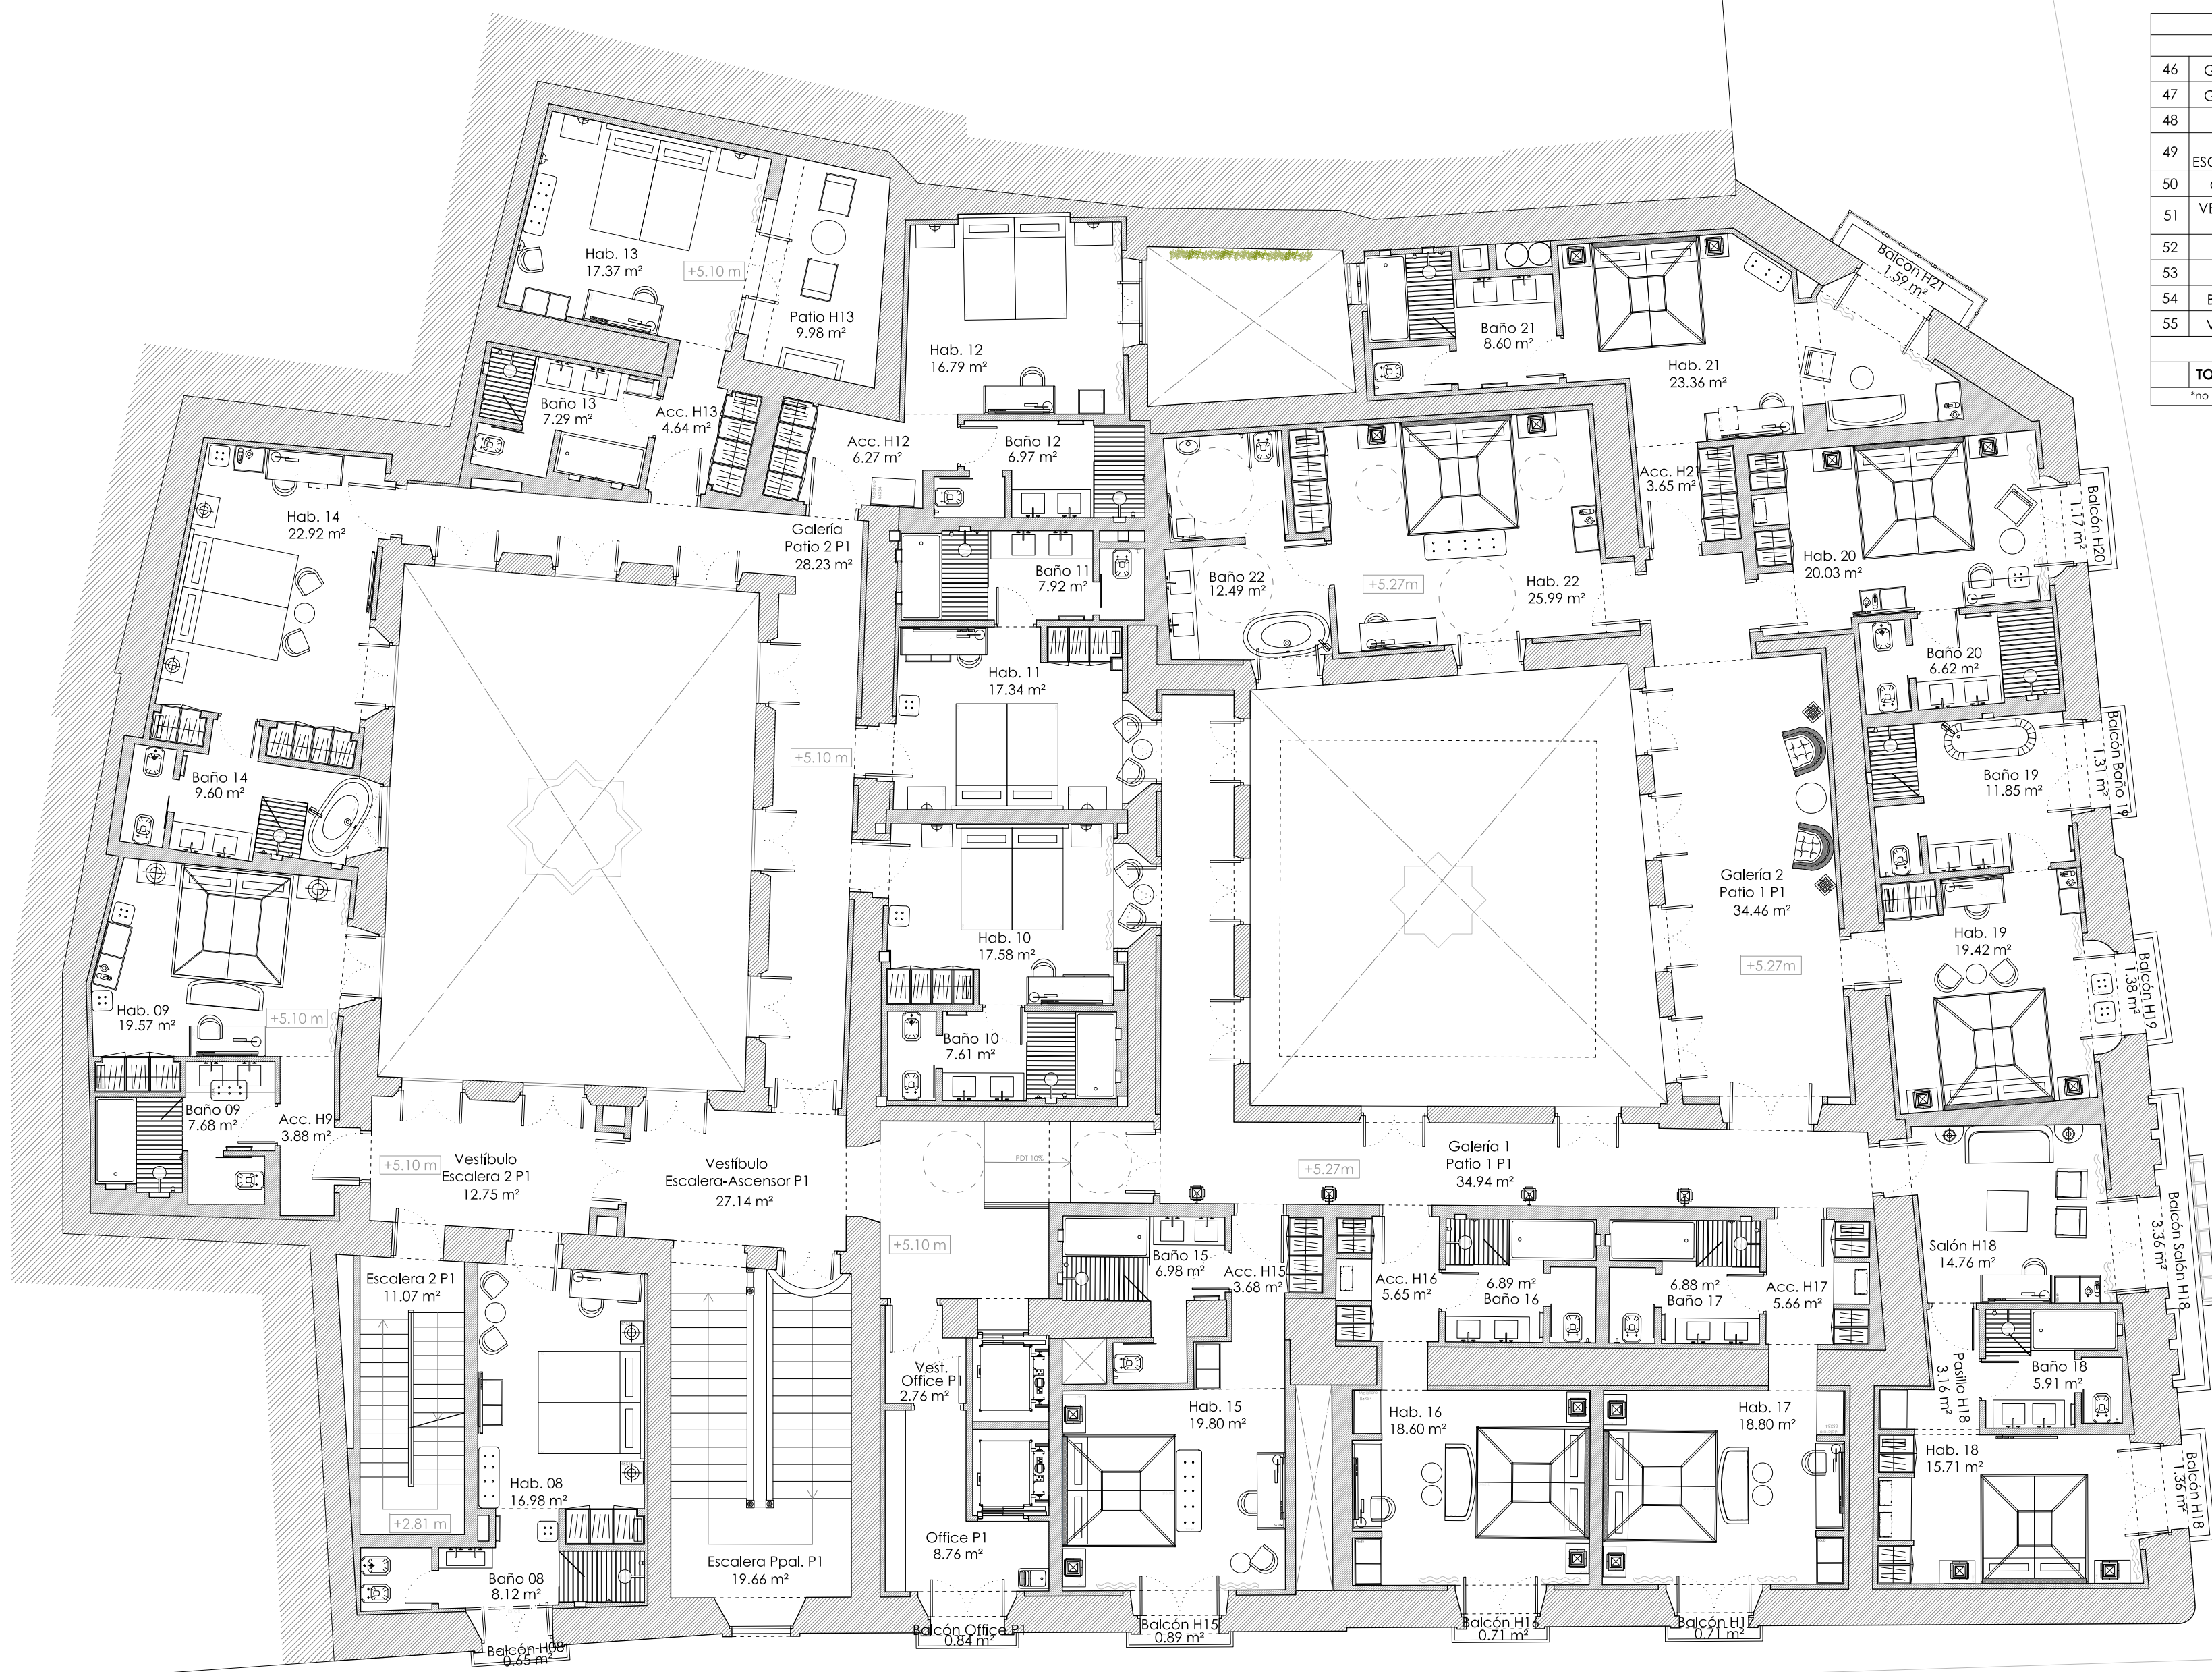 Hab. 13
17.37 m²
+5.10 m
Patio H13
9.98 m²
Baño 13
7.29 m²
Acc. H13
4.64 m²
Hab. 12
16.79 m²
Acc. H12
6.27 m²
Baño 12
6.97 m²
Baño 21
8.60 m²
Hab. 21
23.36 m²
Balcón H21
1.59 m²
Acc. H21
3.65 m²
Hab. 14
22.92 m²
Galería
Patio 2 P1
28.23 m²
Baño 11
7.92 m²
Baño 22
12.49 m²
+5.27m
Hab. 22
25.99 m²
Hab. 20
20.03 m²
Balcón H20
1.17 m²
Hab. 11
17.34 m²
Baño 20
6.62 m²
+5.10 m
Baño 14
9.60 m²
Baño 19
11.85 m²
Balcón Baño 19
1.31 m²
Galería 2
Patio 1 P1
34.46 m²
+5.27m
Hab. 10
17.58 m²
Hab. 19
19.42 m²
Balcón H19
1.38 m²
Hab. 09
19.57 m²
+5.10 m
Baño 10
7.61 m²
Baño 09
7.68 m²
Acc. H9
3.88 m²
+5.10 m
Vestíbulo
Escalera 2 P1
12.75 m²
Vestíbulo
Escalera-Ascensor P1
27.14 m²
PDT 10%
+5.27m
Galería 1
Patio 1 P1
34.94 m²
+5.10 m
Baño 15
6.98 m²
Acc. H15
3.68 m²
Acc. H16
5.65 m²
6.89 m²
Baño 16
6.88 m²
Baño 17
Acc. H17
5.66 m²
Salón H18
14.76 m²
Balcón Salón H18
3.36 m²
Escalera 2 P1
11.07 m²
Vest.
Office P1
2.76 m²
Pasillo H18
3.16 m²
Baño 18
5.91 m²
Hab. 15
19.80 m²
Hab. 16
18.60 m²
Hab. 17
18.80 m²
Hab. 18
15.71 m²
Balcón H18
1.36 m²
Hab. 08
16.98 m²
+2.81 m
Office P1
8.76 m²
Escalera Ppal. P1
19.66 m²
Baño 08
8.12 m²
Balcón H08
0.65 m²
Balcón Office P1
0.84 m²
Balcón H15
0.89 m²
Balcón H16
0.71 m²
Balcón H17
0.71 m²
46 G
47 G
48
49 ESC
50
51 VE
52
53
54 E
55 V
TO
*no